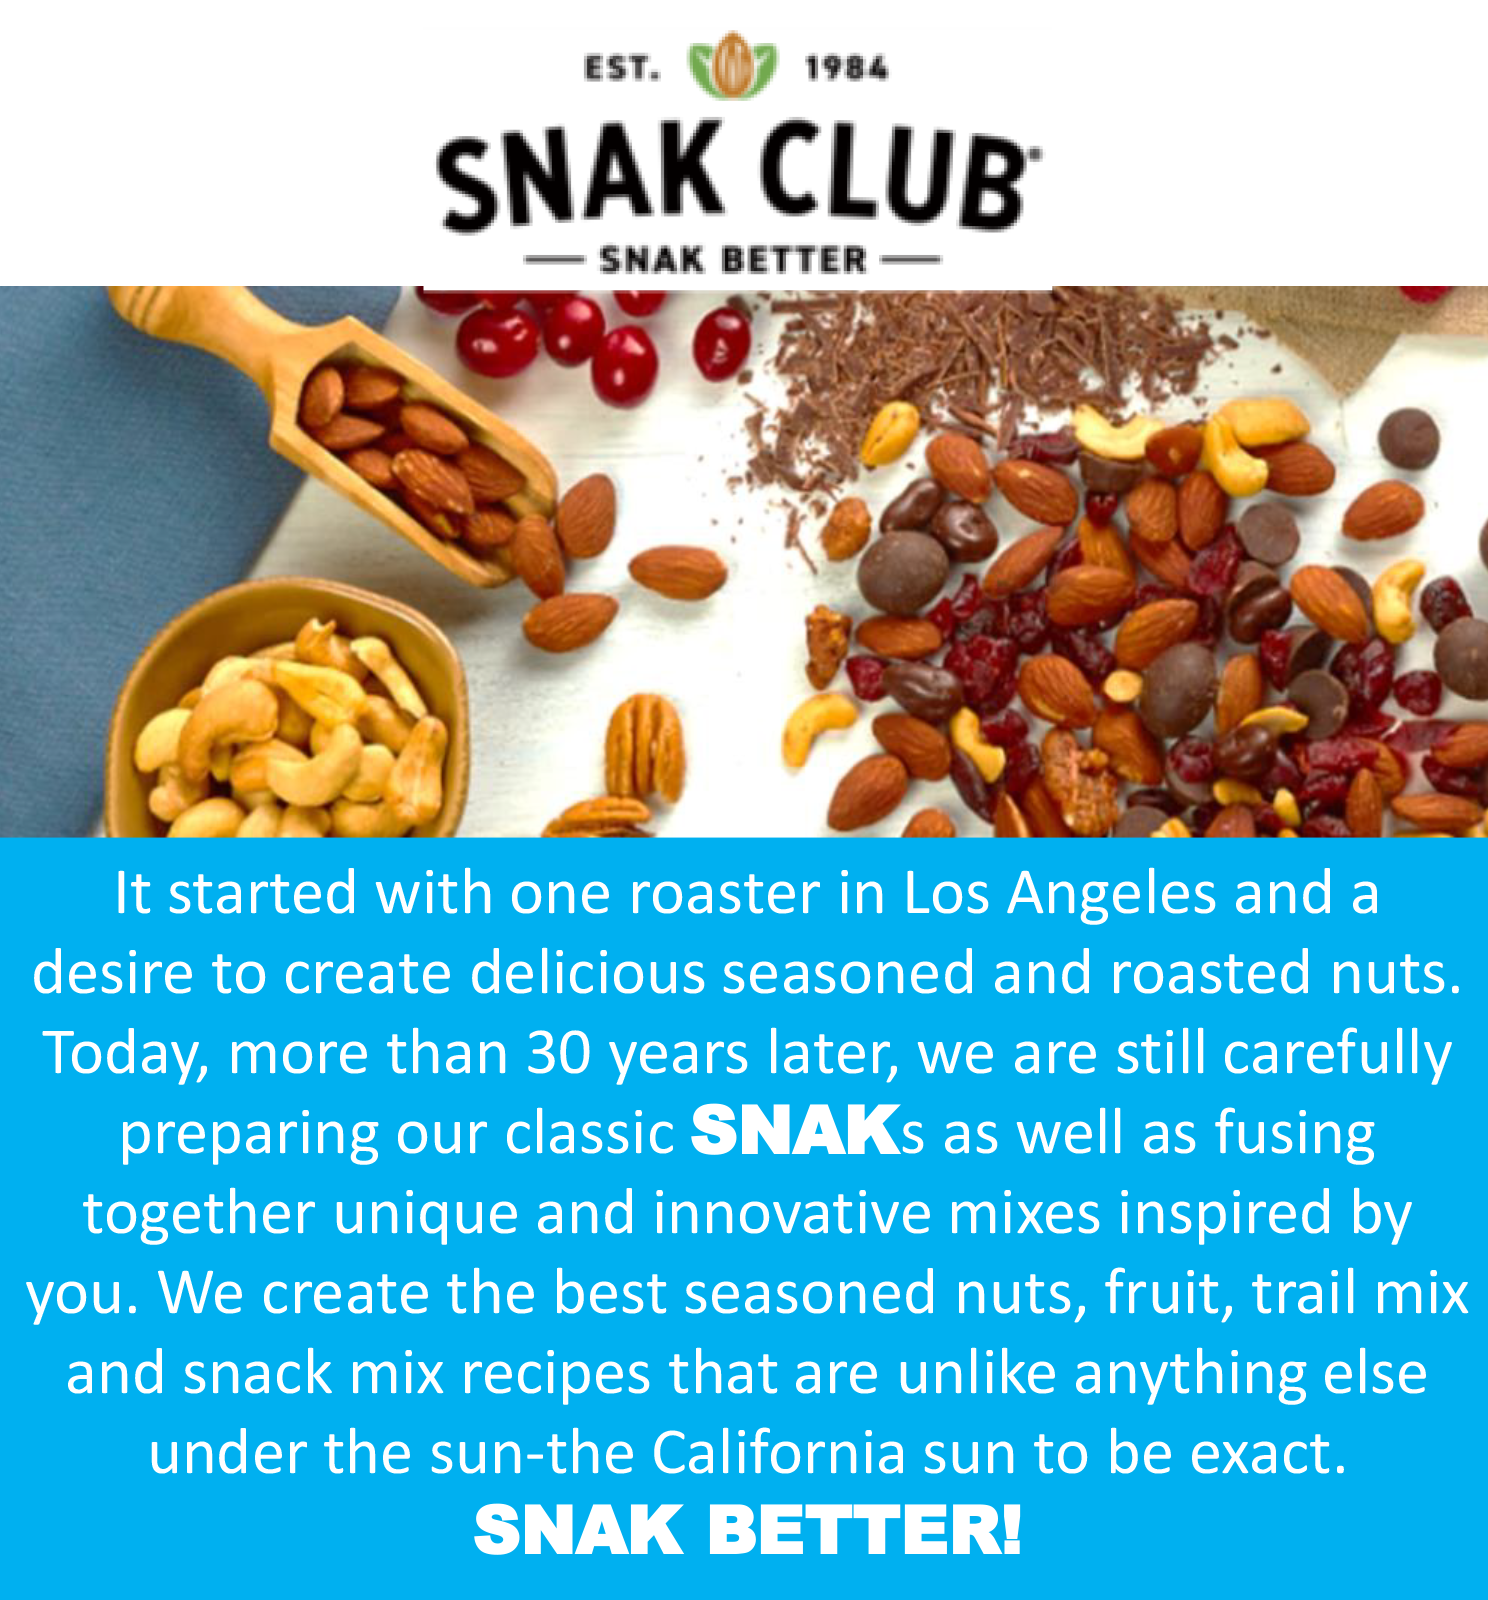 EST. 1984
SNAK CLUB®
SNAK BETTER
It started with one roaster in Los Angeles and a
desire to create delicious seasoned and roasted nuts.
Today, more than 30 years later, we are still carefully
preparing our classic SNAKs as well as fusing
together unique and innovative mixes inspired by
you. We create the best seasoned nuts, fruit, trail mix
and snack mix recipes that are unlike anything else
under the sun-the California sun to be exact.
SNAK BETTER!